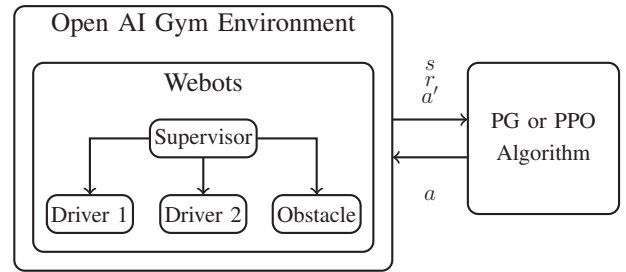 Open AI Gym Environment
Webots
Supervisor
Driver 1
Driver 2
Obstacle
s
r
a′
a
PG or PPO
Algorithm